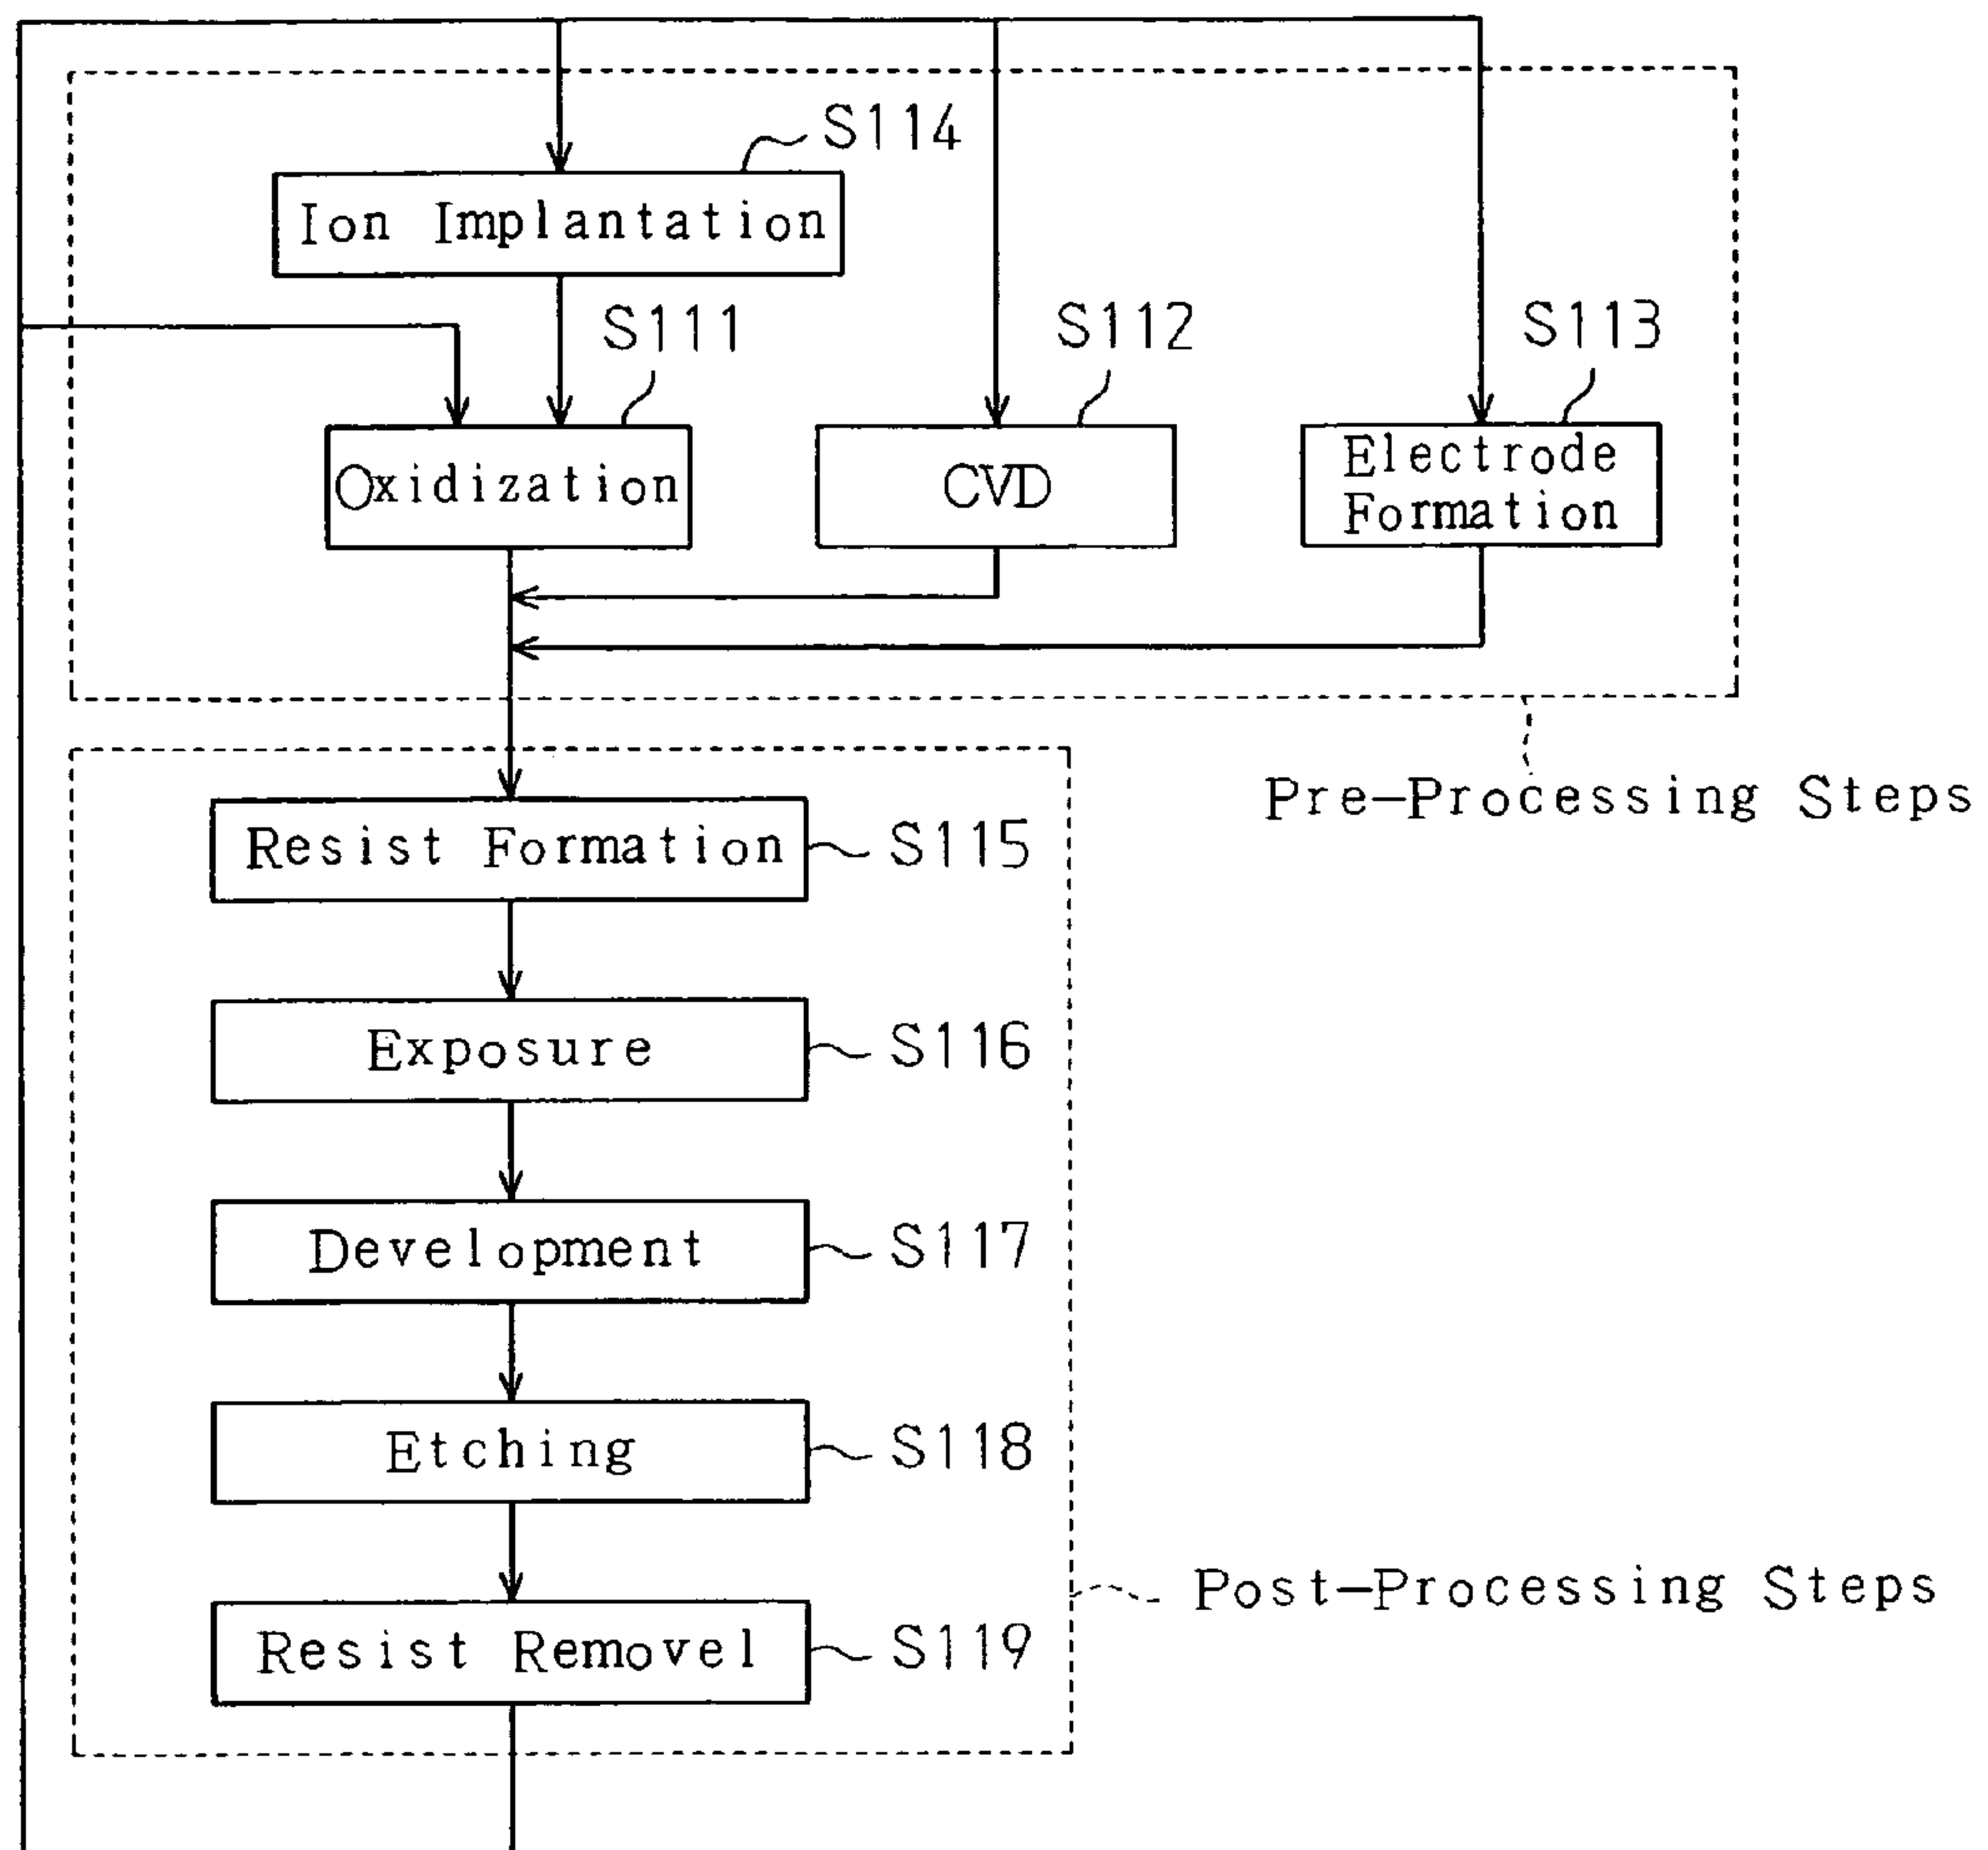 S114
Ion Implantation
S111
S112
S113
Oxidization
CVD
Electrode
Formation
Pre-Processing Steps
Resist Formation
S115
Exposure
S116
Development
S117
Etching
S118
Post-Processing Steps
Resist Removel
S119